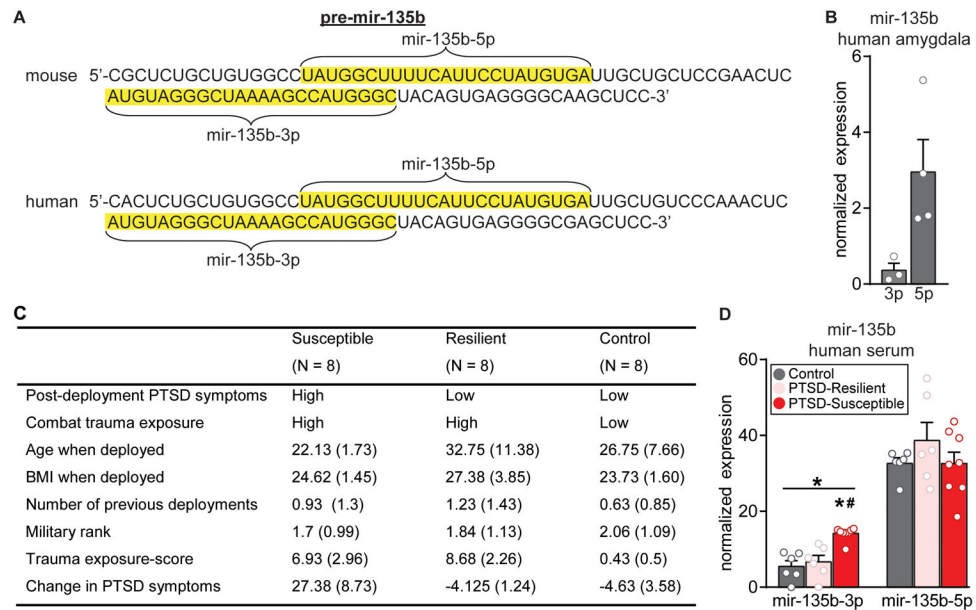 A
pre-mir-135b
mir-135b-5p
mouse 5’-CGCUCUGCUGUGGCCUAUGGCUUUUCAUUCCUAUGUGAUUGCUGCUCCGAACUC
AUGUAGGGCUAAAAGCCAUGGGCUACAGUGAGGGGCAAGCUCC-3’
mir-135b-3p
mir-135b-5p
human 5’-CACUCUGCUGUGGCCUAUGGCUUUUCAUUCCUAUGUGAUUGCUGUCCCAAACUC
AUGUAGGGCUAAAAGCCAUGGGCUACAGUGAGGGGCGAGCUCC-3’
mir-135b-3p
B
mir-135b
human amygdala
normalized expression
6
4
2
0
3p 5p
C
Susceptible Resilient Control
(N = 8) (N = 8) (N = 8)
Post-deployment PTSD symptoms High Low Low
Combat trauma exposure High High Low
Age when deployed 22.13 (1.73) 32.75 (11.38) 26.75 (7.66)
BMI when deployed 24.62 (1.45) 27.38 (3.85) 23.73 (1.60)
Number of previous deployments 0.93 (1.3) 1.23 (1.43) 0.63 (0.85)
Military rank 1.7 (0.99) 1.84 (1.13) 2.06 (1.09)
Trauma exposure-score 6.93 (2.96) 8.68 (2.26) 0.43 (0.5)
Change in PTSD symptoms 27.38 (8.73) -4.125 (1.24) -4.63 (3.58)
D
mir-135b
human serum
normalized expression
60
40
20
0
Control
PTSD-Resilient
PTSD-Susceptible
*
*#
mir-135b-3p mir-135b-5p